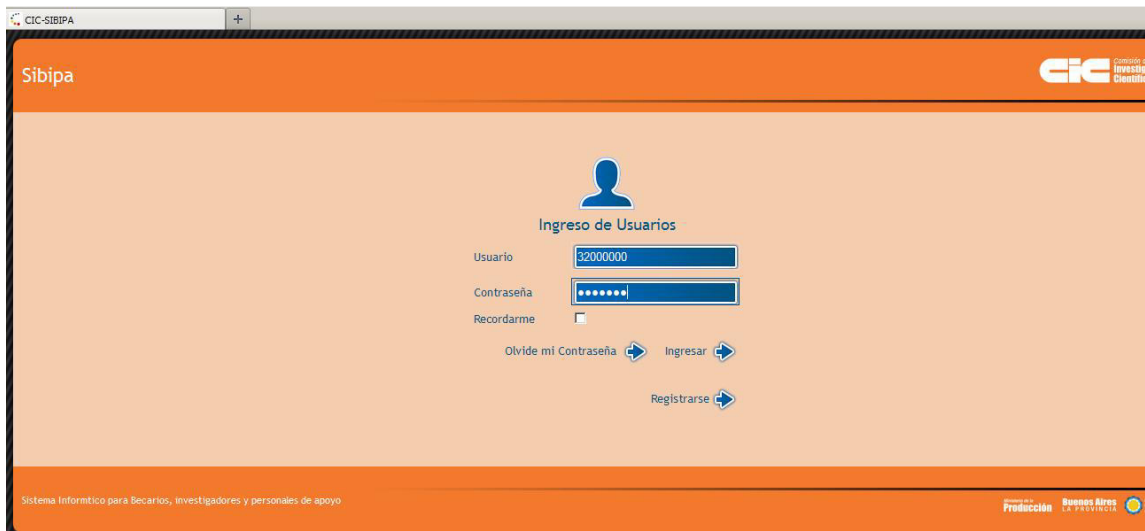 CIC-SIBIPA
+
Sibipa
CIC
Ingreso de Usuarios
Usuario
32000000
Contraseña
Recordarme
Olvide mi Contraseña
Ingresar
Registrarse
Sistema Informtico para Becarios, investigadores y personales de apoyo
Producción
Buenos Aires
LA PROVINCIA